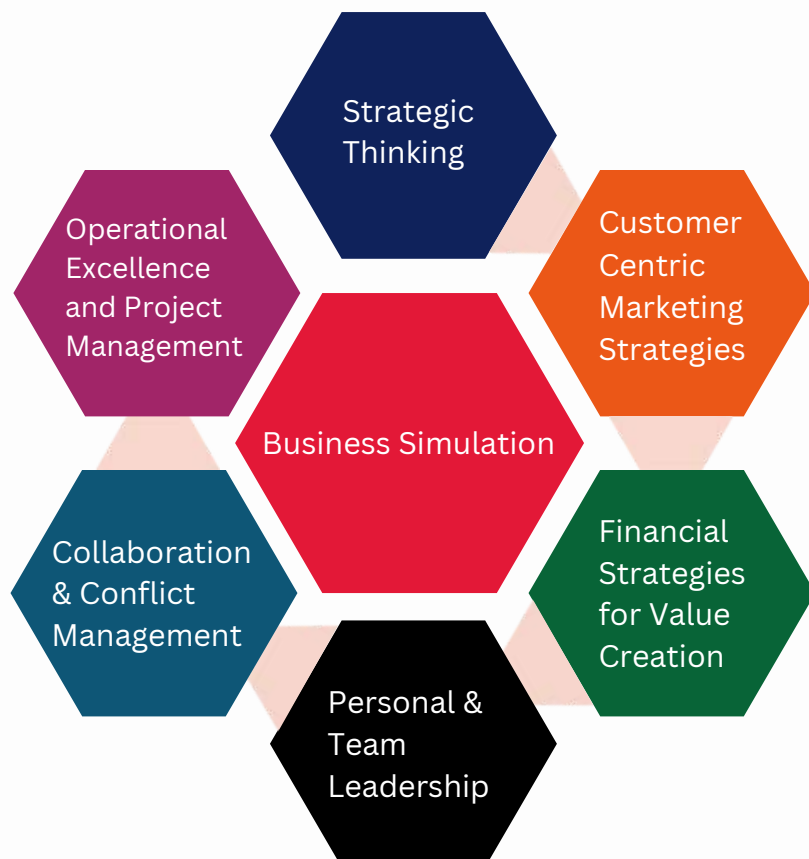 Strategic
Thinking
Customer
Centric
Marketing
Strategies
Financial
Strategies
for Value
Creation
Personal &
Team
Leadership
Collaboration
& Conflict
Management
Operational
Excellence
and Project
Management
Business Simulation